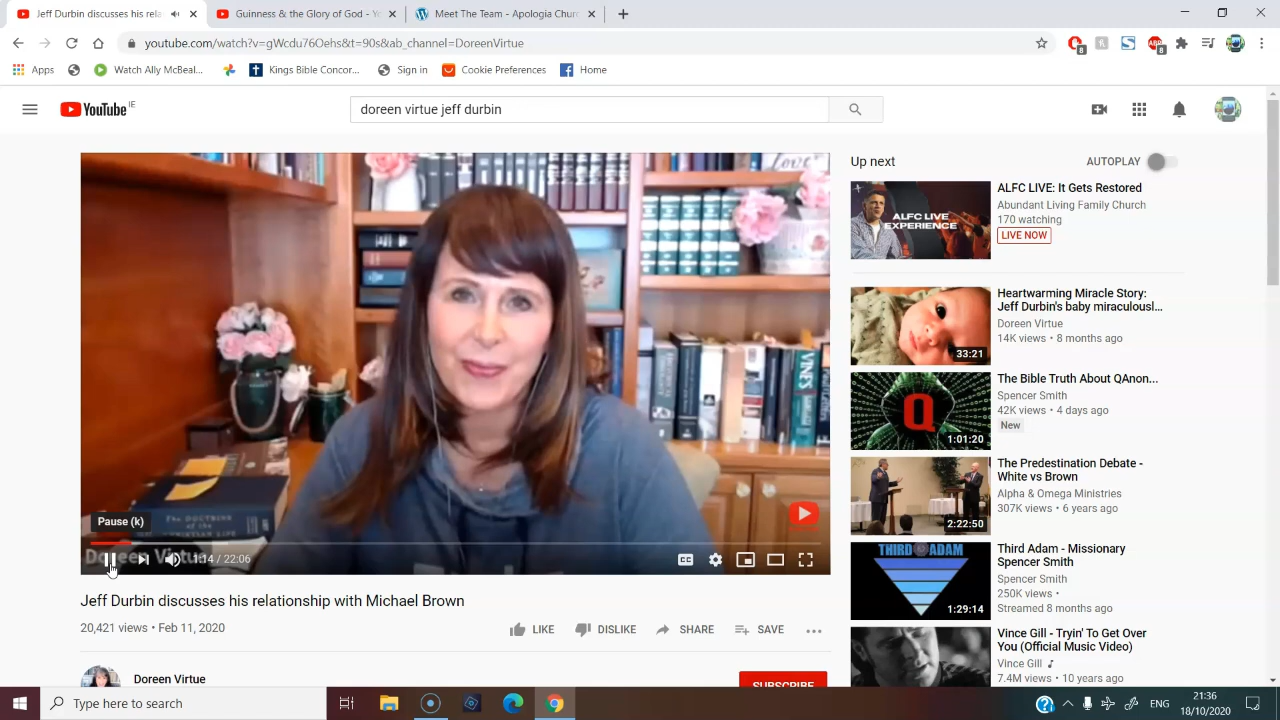 Jeff Durbin discusses his rela
Guinness & the Glory of God - Ye
Meet The Team - Apologia Churc
youtube.com/watch?v=gWcdu76Oehs&t=90s&ab_channel=DoreenVirtue
8
8
Apps
Watch Ally McBeal...
Kings Bible Concor...
Sign in
Cookie Preferences
Home
YouTube IE
doreen virtue jeff durbin
love
VINES
THE DOCTRINE
Pause (k)
Doreen Virtue
1:14 / 22:06
CC
Jeff Durbin discusses his relationship with Michael Brown
20,421 views • Feb 11, 2020
LIKE
DISLIKE
SHARE
SAVE
Doreen Virtue
SUBSCRIBE
Up next
AUTOPLAY
ALFC LIVE
EXPERIENCE
ALFC LIVE: It Gets Restored
Abundant Living Family Church
170 watching
LIVE NOW
33:21
Heartwarming Miracle Story:
Jeff Durbin's baby miraculousl...
Doreen Virtue
14K views • 8 months ago
Q
1:01:20
The Bible Truth About QAnon...
Spencer Smith
42K views • 4 days ago
New
2:22:50
The Predestination Debate -
White vs Brown
Alpha & Omega Ministries
307K views • 6 years ago
THIRD ADAM
1:29:14
Third Adam - Missionary
Spencer Smith
Spencer Smith
250K views •
Streamed 8 months ago
Vince Gill - Tryin' To Get Over
You (Official Music Video)
Vince Gill
7.4M views • 10 years ago
Type here to search
ENG
21:36
18/10/2020